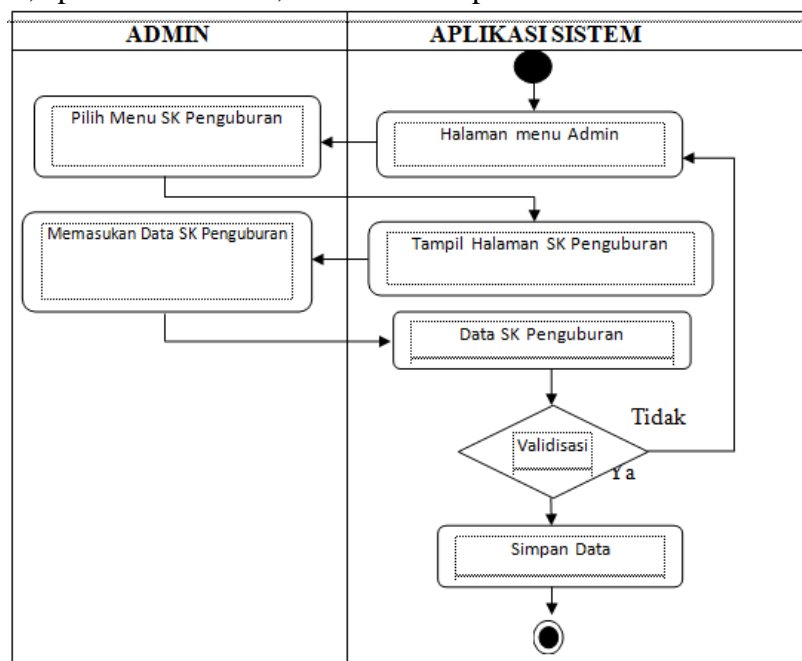 ADMIN
APLIKASI SISTEM
Pilih Menu SK Penguburan
Halaman menu Admin
Memasukan Data SK Penguburan
Tampil Halaman SK Penguburan
Data SK Penguburan
Tidak
Validisasi
Ya
Simpan Data